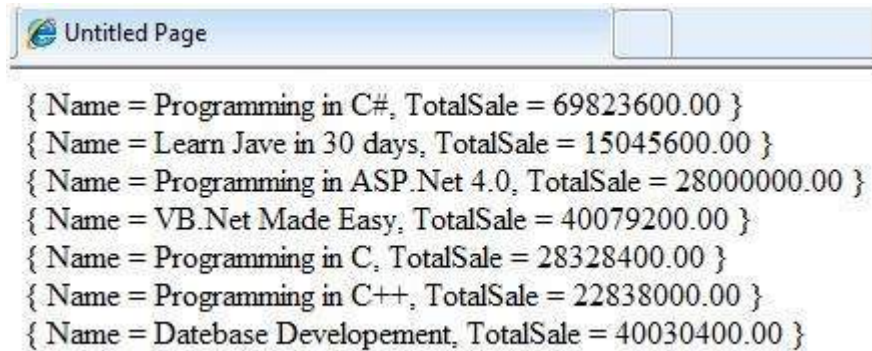 Untitled Page
{ Name = Programming in C#, TotalSale = 69823600.00 }
{ Name = Learn Jave in 30 days, TotalSale = 15045600.00 }
{ Name = Programming in ASP.Net 4.0, TotalSale = 28000000.00 }
{ Name = VB.Net Made Easy, TotalSale = 40079200.00 }
{ Name = Programming in C, TotalSale = 28328400.00 }
{ Name = Programming in C++, TotalSale = 22838000.00 }
{ Name = Datebase Developement, TotalSale = 40030400.00 }